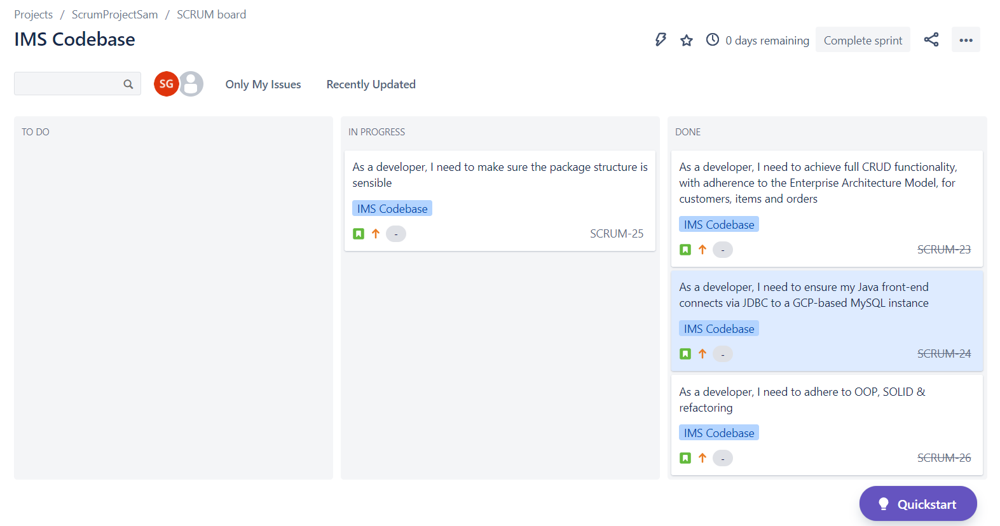 Projects / ScrumProjectSam / SCRUM board
IMS Codebase
0 days remaining
Complete sprint
SG
Only My Issues
Recently Updated
TO DO
IN PROGRESS
As a developer, I need to make sure the package structure is
sensible
IMS Codebase
-
SCRUM-25
DONE
As a developer, I need to achieve full CRUD functionality,
with adherence to the Enterprise Architecture Model, for
customers, items and orders
IMS Codebase
-
SCRUM-23
As a developer, I need to ensure my Java front-end
connects via JDBC to a GCP-based MySQL instance
IMS Codebase
-
SCRUM-24
As a developer, I need to adhere to OOP, SOLID &
refactoring
IMS Codebase
-
SCRUM-26
Quickstart